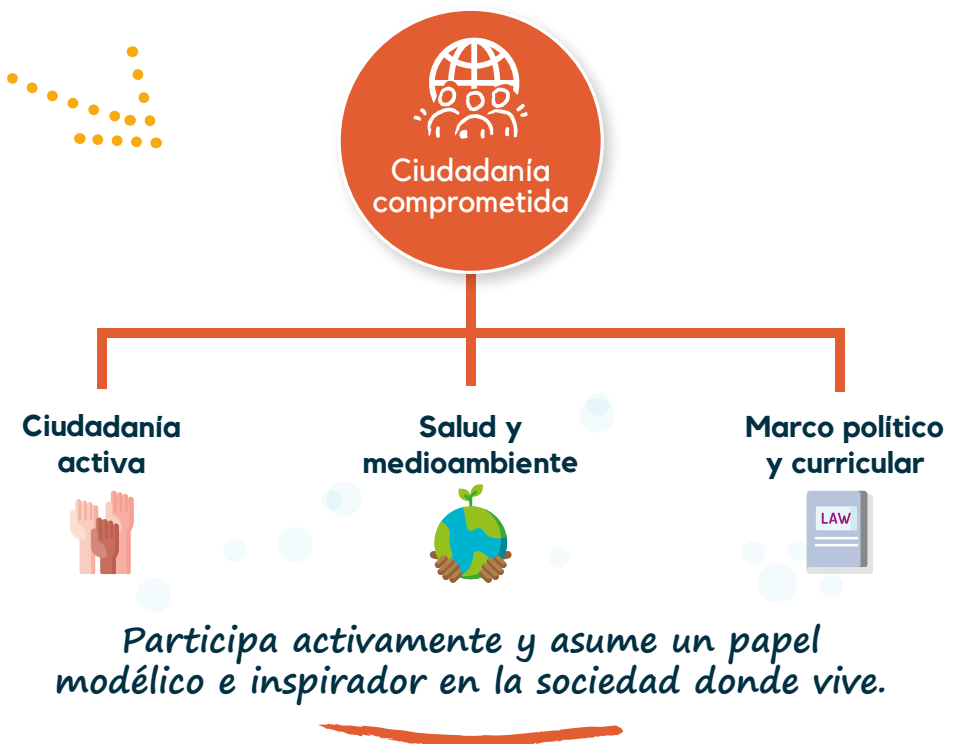 Ciudadanía
comprometida
Ciudadanía
activa
Salud y
medioambiente
Marco político
y curricular
LAW
Participa activamente y asume un papel
modélico e inspirador en la sociedad donde vive.